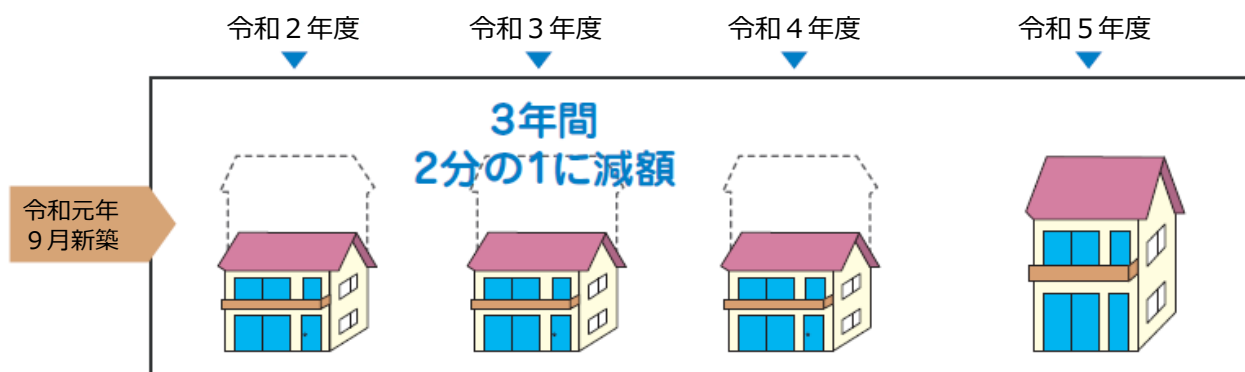 令和２年度
令和３年度
令和４年度
令和５年度
3年間
2分の1に減額
令和元年
９月新築